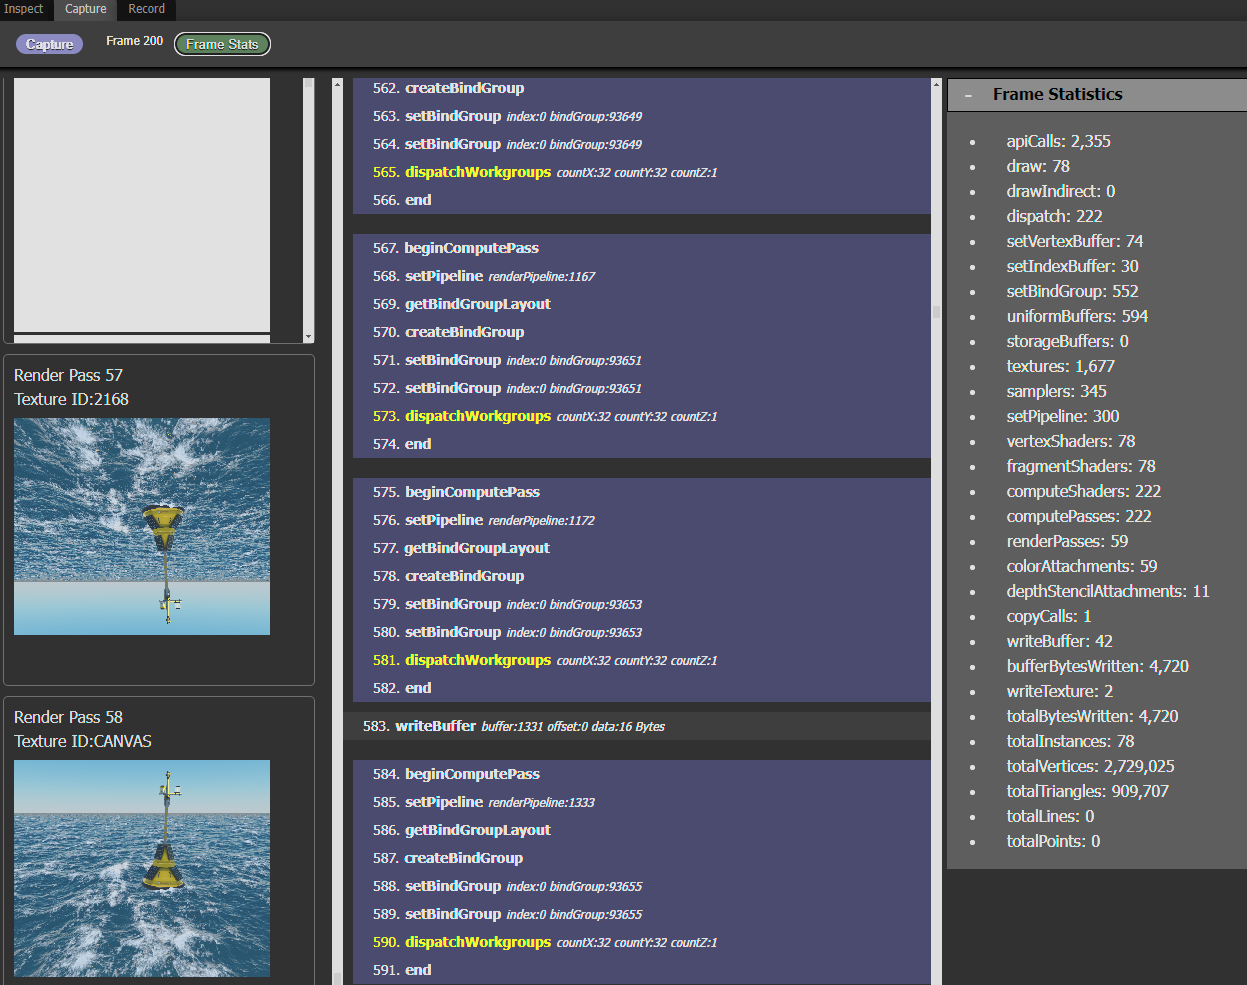 Inspect Capture Record
Capture Frame 200 Frame Stats
Render Pass 57
Texture ID:2168
Render Pass 58
Texture ID:CANVAS
562. createBindGroup
563. setBindGroup index:0 bindGroup:93649
564. setBindGroup index:0 bindGroup:93649
565. dispatchWorkgroups countX:32 countY:32 countZ:1
566. end
567. beginComputePass
568. setPipeline renderPipeline:1167
569. getBindGroupLayout
570. createBindGroup
571. setBindGroup index:0 bindGroup:93651
572. setBindGroup index:0 bindGroup:93651
573. dispatchWorkgroups countX:32 countY:32 countZ:1
574. end
575. beginComputePass
576. setPipeline renderPipeline:1172
577. getBindGroupLayout
578. createBindGroup
579. setBindGroup index:0 bindGroup:93653
580. setBindGroup index:0 bindGroup:93653
581. dispatchWorkgroups countX:32 countY:32 countZ:1
582. end
583. writeBuffer buffer:1331 offset:0 data:16 Bytes
584. beginComputePass
585. setPipeline renderPipeline:1333
586. getBindGroupLayout
587. createBindGroup
588. setBindGroup index:0 bindGroup:93655
589. setBindGroup index:0 bindGroup:93655
590. dispatchWorkgroups countX:32 countY:32 countZ:1
591. end
- Frame Statistics
• apiCalls: 2,355
• draw: 78
• drawIndirect: 0
• dispatch: 222
• setVertexBuffer: 74
• setIndexBuffer: 30
• setBindGroup: 552
• uniformBuffers: 594
• storageBuffers: 0
• textures: 1,677
• samplers: 345
• setPipeline: 300
• vertexShaders: 78
• fragmentShaders: 78
• computeShaders: 222
• computePasses: 222
• renderPasses: 59
• colorAttachments: 59
• depthStencilAttachments: 11
• copyCalls: 1
• writeBuffer: 42
• bufferBytesWritten: 4,720
• writeTexture: 2
• totalBytesWritten: 4,720
• totalInstances: 78
• totalVertices: 2,729,025
• totalTriangles: 909,707
• totalLines: 0
• totalPoints: 0